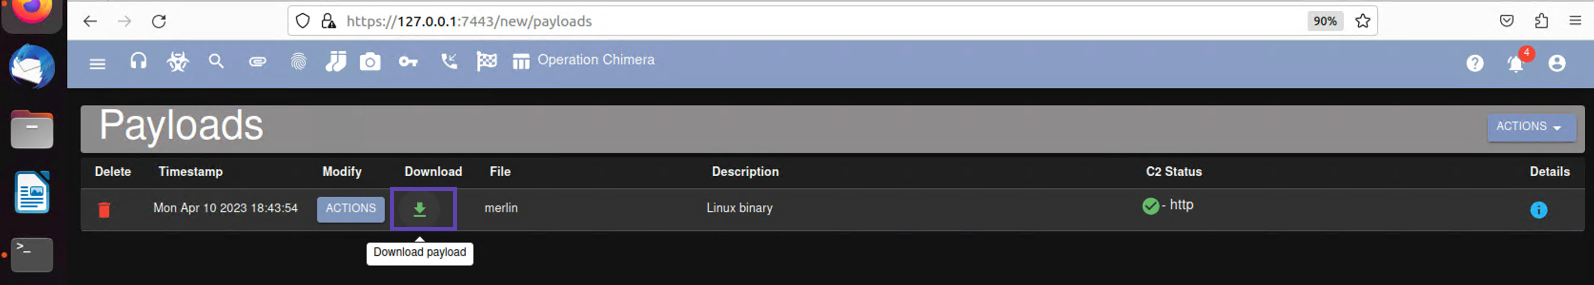 https://127.0.0.1:7443/new/payloads 90%
Operation Chimera 4
Payloads
ACTIONS
Delete Timestamp Modify Download File Description C2 Status Details
Mon Apr 10 2023 18:43:54 ACTIONS merlin Linux binary - http
Download payload